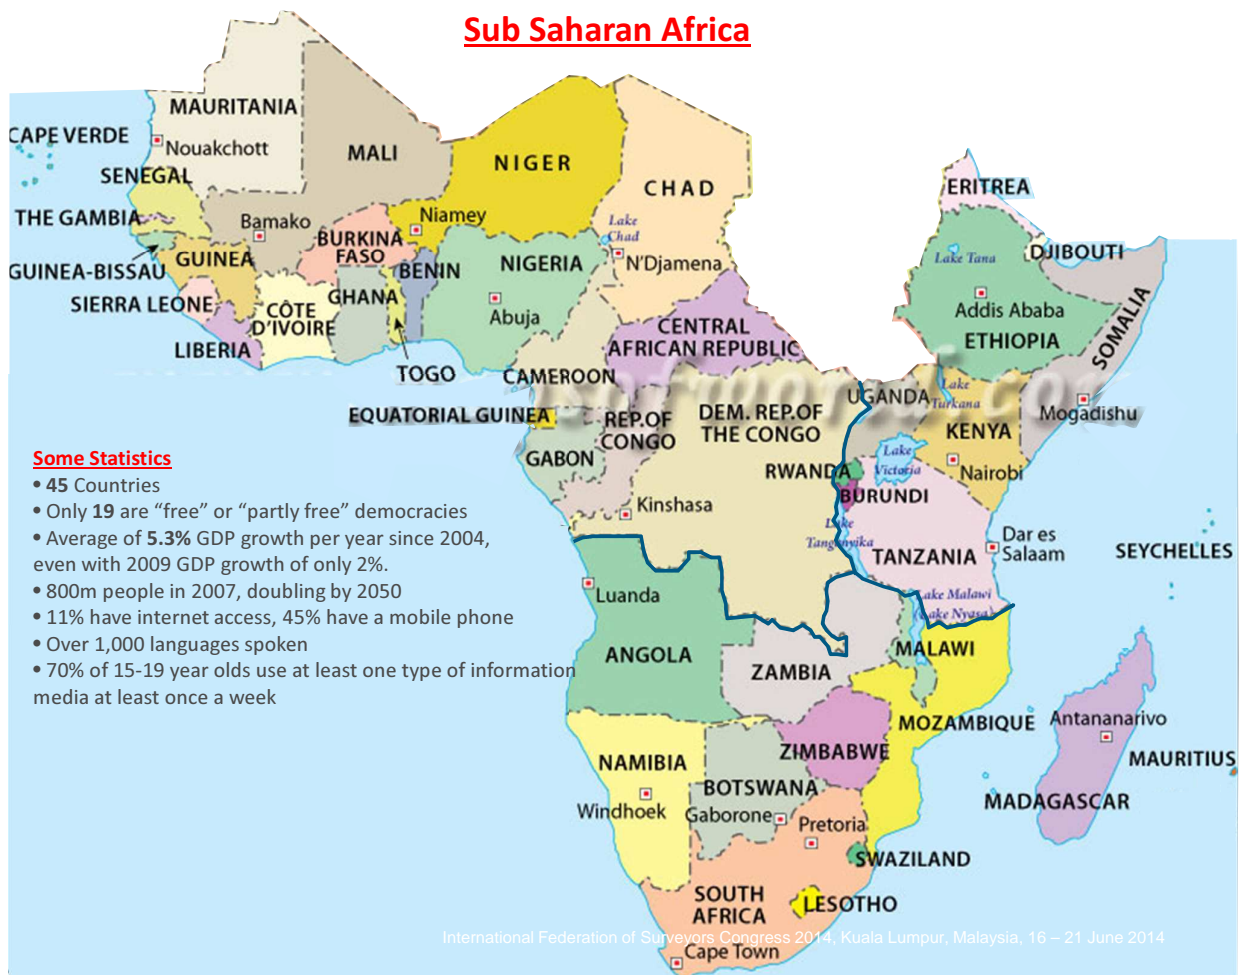 Sub Saharan Africa
MAURITANIA
CAPE VERDE
Nouakchott
MALI
NIGER
CHAD
SENEGAL
ERITREA
THE GAMBIA
Bamako
Niamey
Lake
Chad
BURKINA
FASO
DJIBOUTI
GUINEA-BISSAU
GUINEA
BENIN
NIGERIA
N'Djamena
Lake Tana
SIERRA LEONE
GHANA
CÔTE
D'IVOIRE
Abuja
Addis Ababa
SOMALIA
CENTRAL
AFRICAN REPUBLIC
ETHIOPIA
LIBERIA
TOGO
CAMEROON
UGANDA
Lake
Turkana
Mogadishu
EQUATORIAL GUINEA
REP.OF
CONGO
DEM. REP.OF
THE CONGO
KENYA
GABON
RWANDA
Lake
Victoria
Nairobi
BURUNDI
Kinshasa
Lake
Tanganyika
TANZANIA
Dar es
Salaam
SEYCHELLES
Some Statistics
• 45 Countries
• Only 19 are “free” or “partly free” democracies
• Average of 5.3% GDP growth per year since 2004,
even with 2009 GDP growth of only 2%.
• 800m people in 2007, doubling by 2050
• 11% have internet access, 45% have a mobile phone
• Over 1,000 languages spoken
• 70% of 15-19 year olds use at least one type of information
media at least once a week
Luanda
Lake Malawi
(Lake Nyasa)
ANGOLA
ZAMBIA
MALAWI
MOZAMBIQUE
Antananarivo
NAMIBIA
ZIMBABWE
MAURITIUS
BOTSWANA
MADAGASCAR
Windhoek
Gaborone
Pretoria
SWAZILAND
SOUTH
AFRICA
LESOTHO
International Federation of Surveyors Congress 2014, Kuala Lumpur, Malaysia, 16 – 21 June 2014
Cape Town